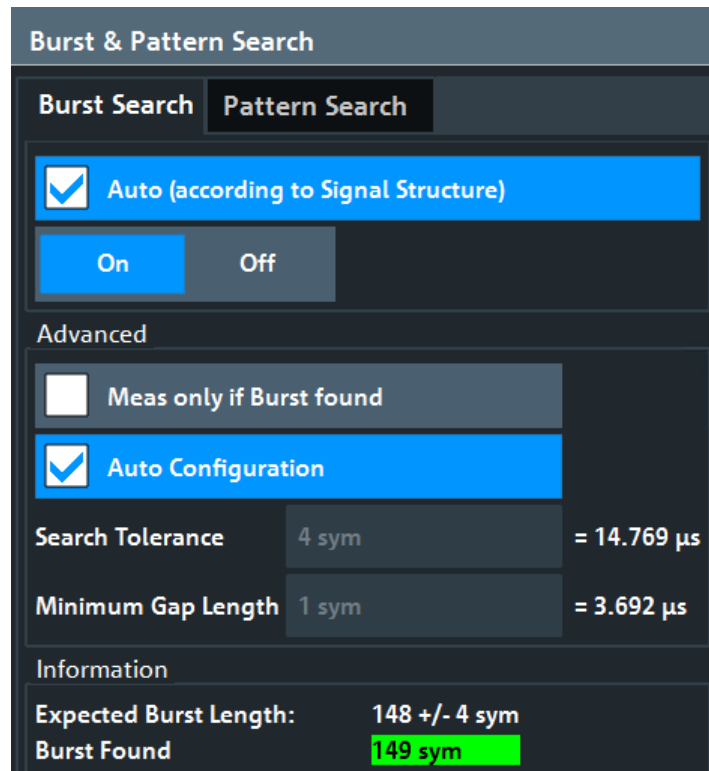 Burst & Pattern Search
Burst Search Pattern Search
Auto (according to Signal Structure)
On Off
Advanced
Meas only if Burst found
Auto Configuration
Search Tolerance 4 sym = 14.769 µs
Minimum Gap Length 1 sym = 3.692 µs
Information
Expected Burst Length: 148 +/- 4 sym
Burst Found 149 sym